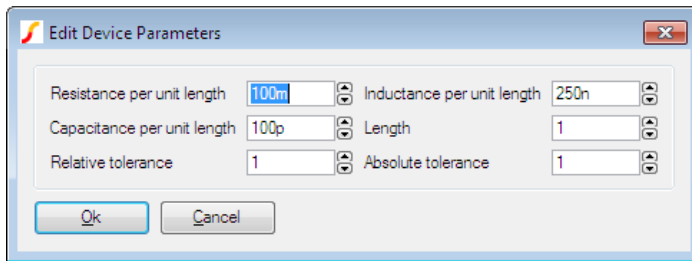 Edit Device Parameters
Resistance per unit length 100m Inductance per unit length 250n
Capacitance per unit length 100p Length 1
Relative tolerance 1 Absolute tolerance 1
Ok Cancel